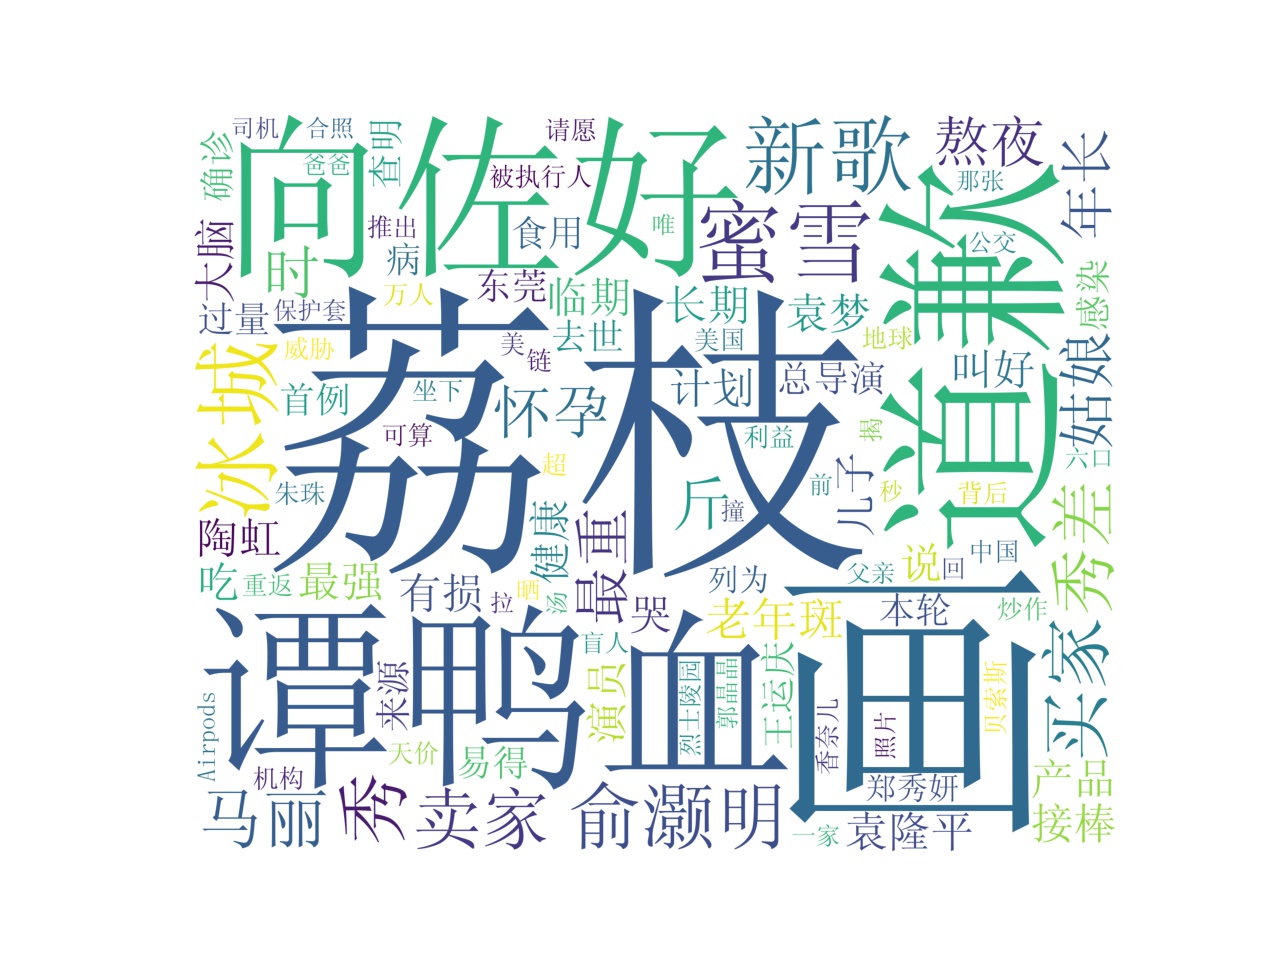 司机
合照
请愿
确诊
爸爸
向佐
查明
好
新歌
熬夜
年长
被执行人
那张
唯
大脑
推出
食用
蜜雪
兼次
公交
时
病
东莞
临期
长期
袁梦
感染
过量
保护套
万人
去世
美
链
美国
地球
冰城
威胁
荔枝
叫好
姑娘
首例
坐下
怀孕
计划
总导演
道
可算
利益
揭
六口
朱珠
超
斤
撞
儿子
前
秒
背后
秀
差
陶虹
健康
最重
说
回
中国
吃
重返
最强
有损
拉
晒
汤
哭
列为
父亲
老年斑
本轮
炒作
谭
鸭血
画
盲人
买家
来源
演员
烈士陵园
郭晶晶
王运庆
香奈儿
照片
贝索斯
Airpods
天价
机构
易得
郑秀妍
产品
马丽
秀
卖家
俞灏明
一家
袁隆平
接棒